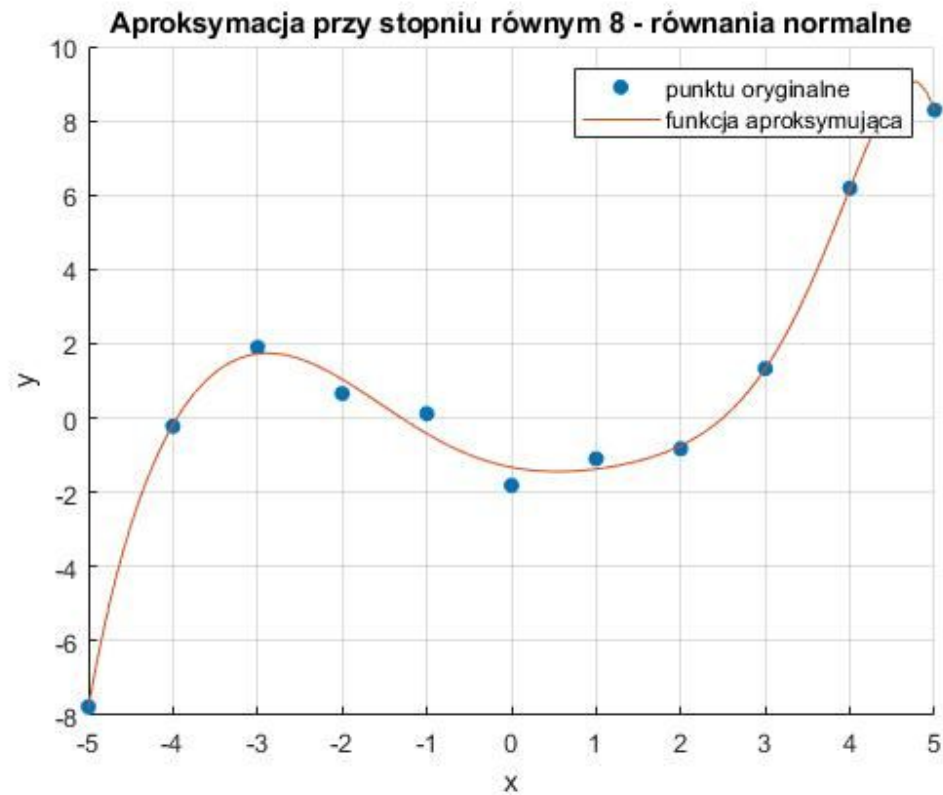 Aproksymacja przy stopniu równym 8 - równania normalne
10
8
6
4
2
0
-2
-4
-6
-8
y
punktu oryginalne
funkcja aproksymująca
-5 -4 -3 -2 -1 0 1 2 3 4 5
x